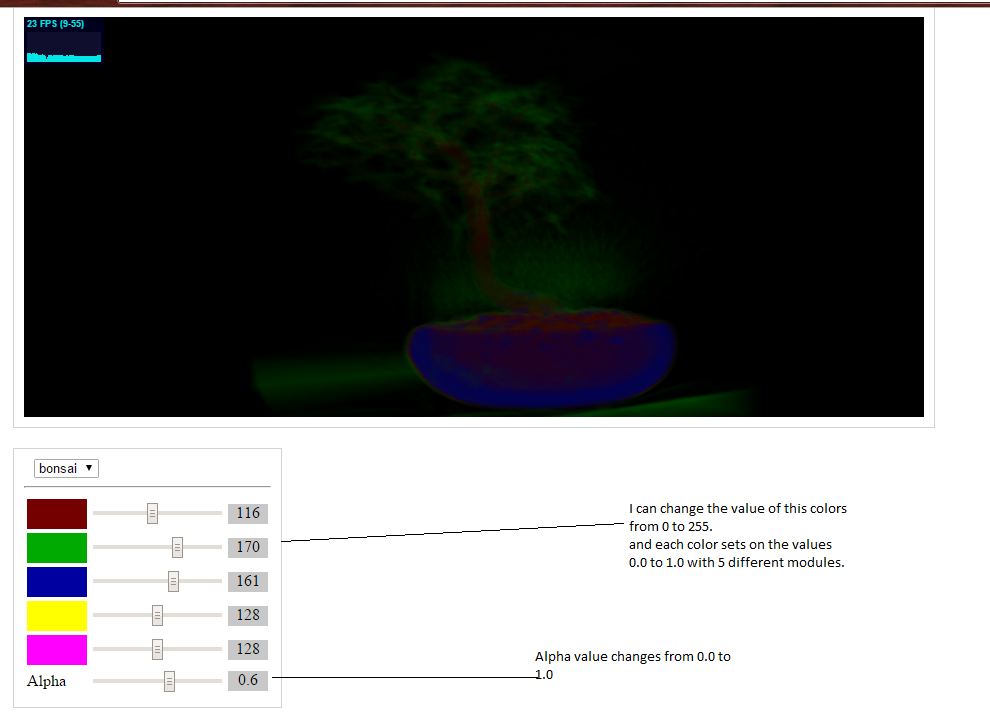 23 FPS (9-55)
bonsai
116
170
161
128
128
Alpha
0.6
I can change the value of this colors
from 0 to 255.
and each color sets on the values
0.0 to 1.0 with 5 different modules.
Alpha value changes from 0.0 to
1.0